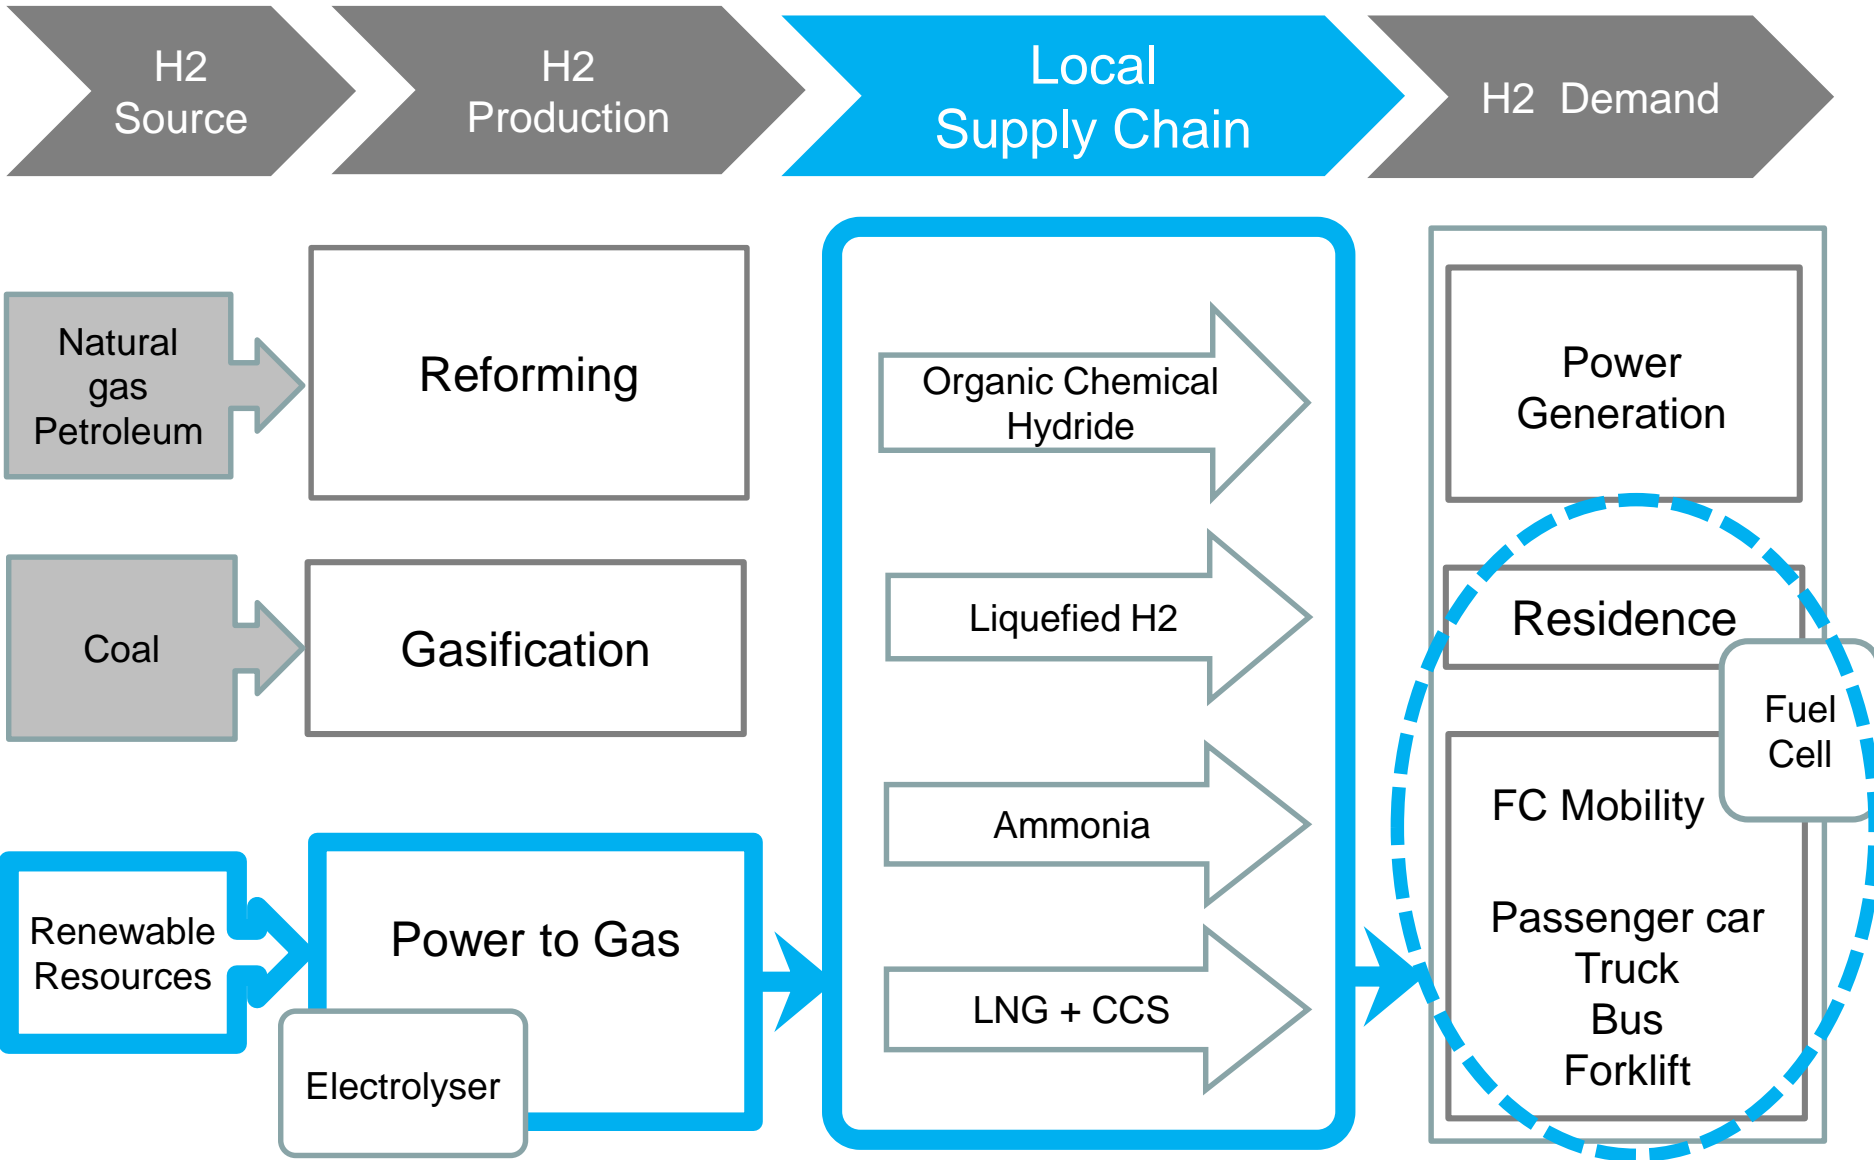 H2
Source
H2
Production
Local
Supply Chain
H2 Demand
Natural
gas
Petroleum
Reforming
Organic Chemical
Hydride
Power
Generation
Coal
Gasification
Liquefied H2
Residence
Fuel
Cell
Renewable
Resources
Power to Gas
Electrolyser
Ammonia
LNG + CCS
FC Mobility
Passenger car
Truck
Bus
Forklift